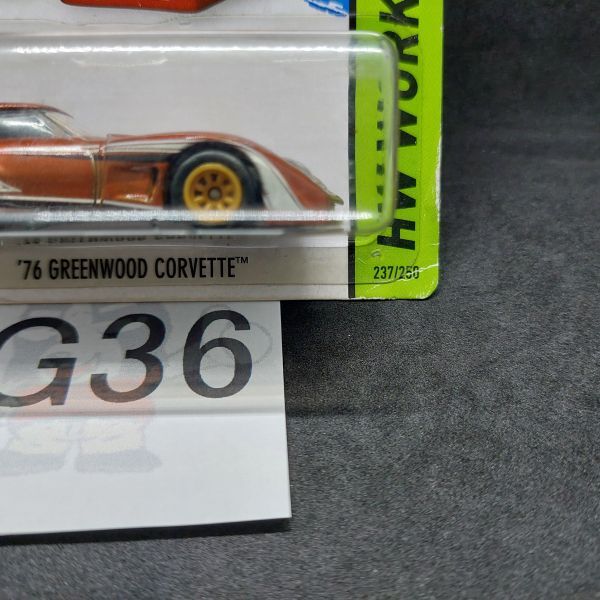 HW WORK
'76 GREENWOOD CORVETTE™
237/250
G36